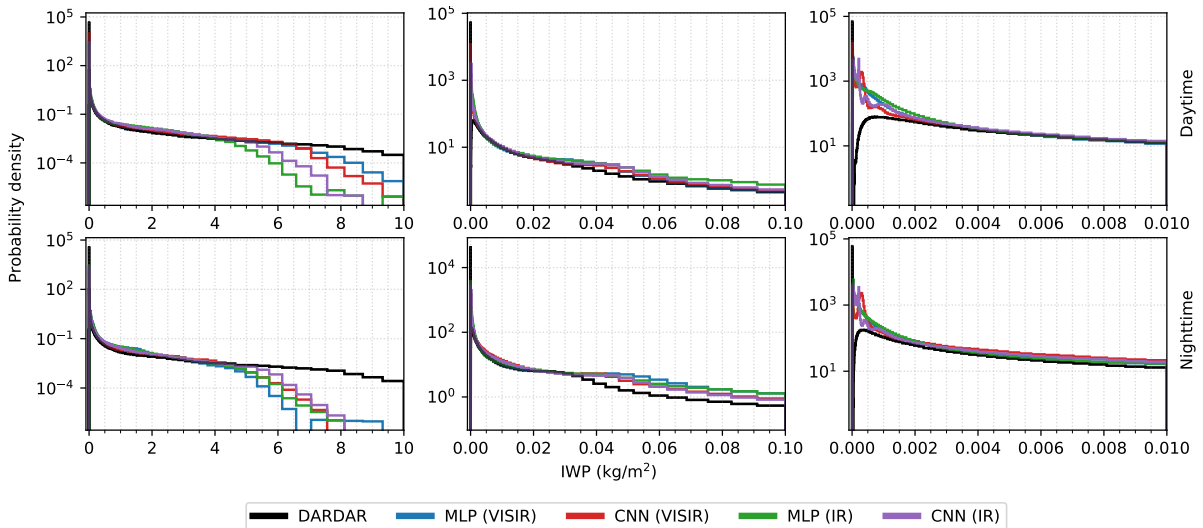 10^5
10^2
10^−1
10^−4
0 2 4 6 8 10
10^5
10^3
10^1
0.00 0.02 0.04 0.06 0.08 0.10
10^5
10^3
10^1
0.000 0.002 0.004 0.006 0.008 0.010
Daytime
Probability density
10^5
10^2
10^−1
10^−4
0 2 4 6 8 10
10^4
10^2
10^0
0.00 0.02 0.04 0.06 0.08 0.10
10^5
10^3
10^1
0.000 0.002 0.004 0.006 0.008 0.010
Nighttime
IWP (kg/m²)
DARDAR MLP (VISIR) CNN (VISIR) MLP (IR) CNN (IR)